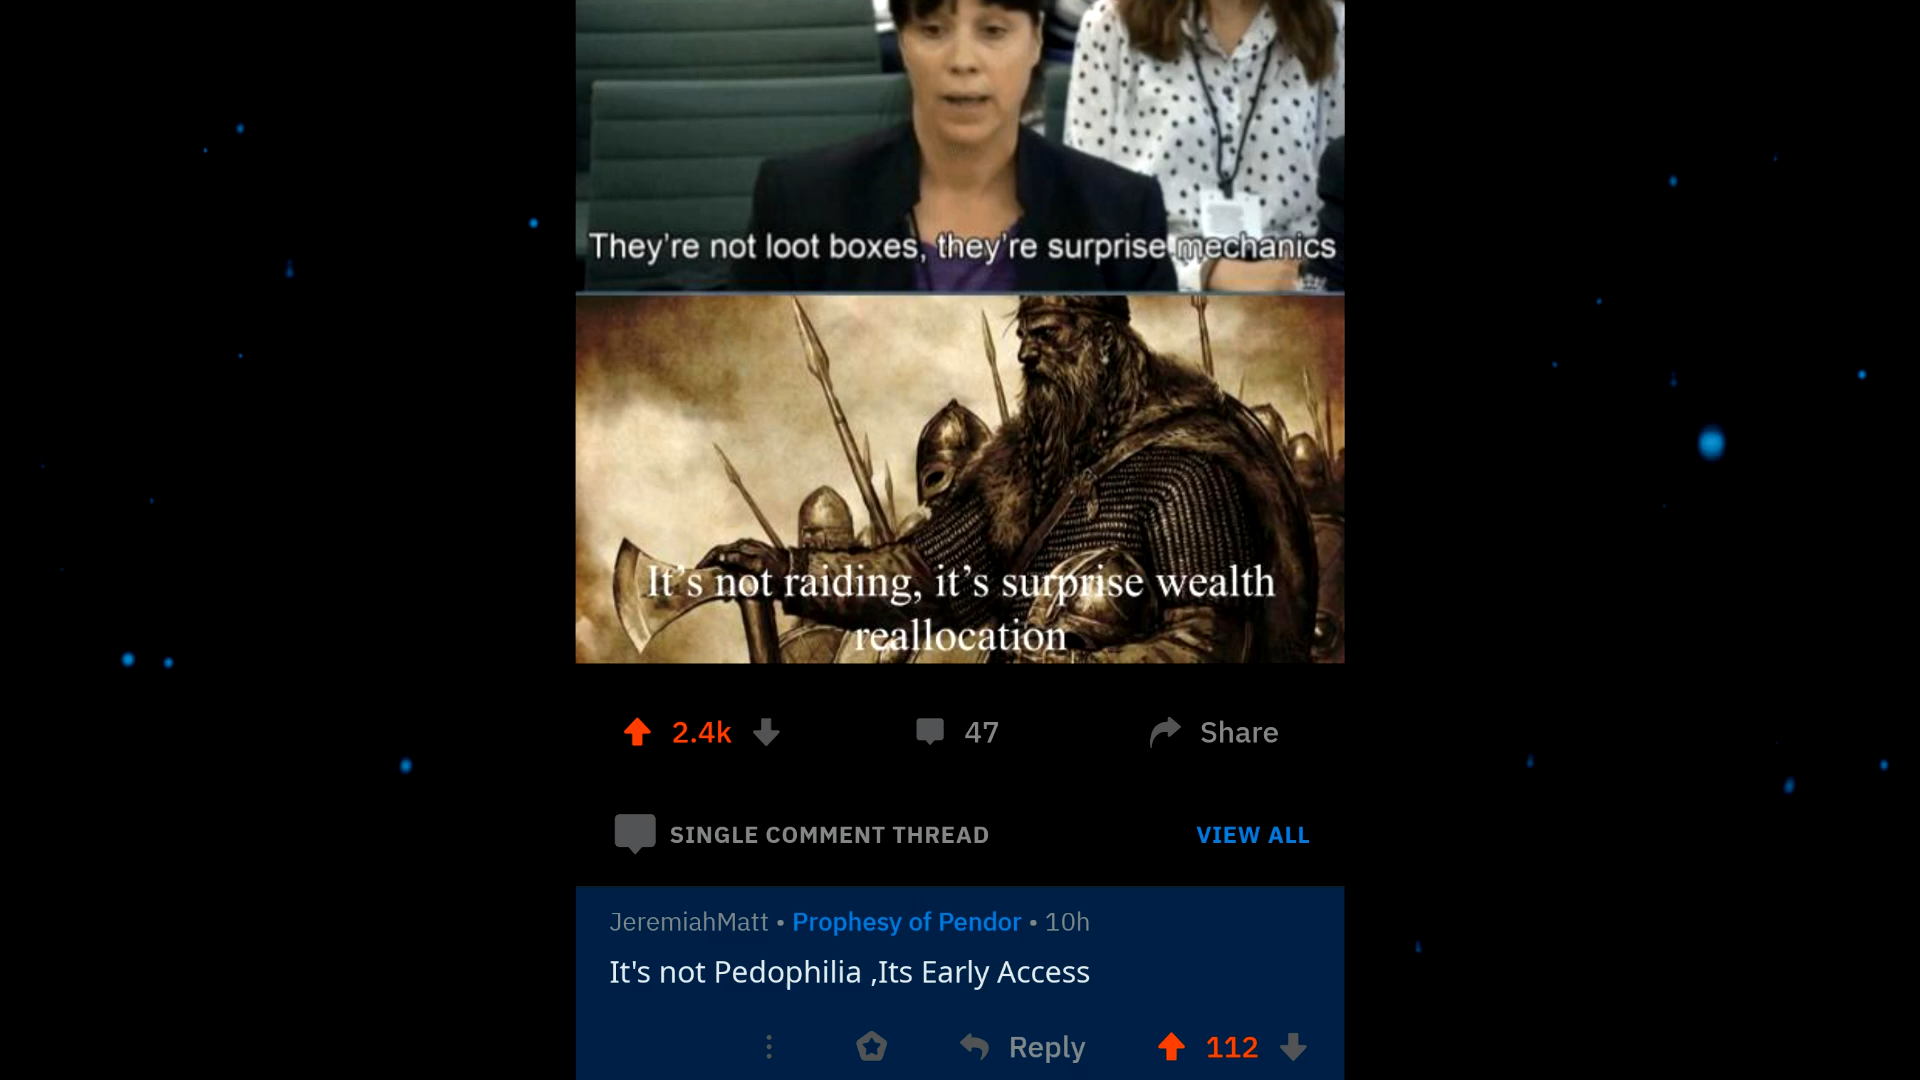 They're not loot boxes, they're surprise mechanics
It's not raiding, it's surprise wealth
reallocation
2.4k
47
Share
SINGLE COMMENT THREAD
VIEW ALL
JeremiahMatt • Prophesy of Pendor • 10h
It's not Pedophilia ,Its Early Access
Reply
112